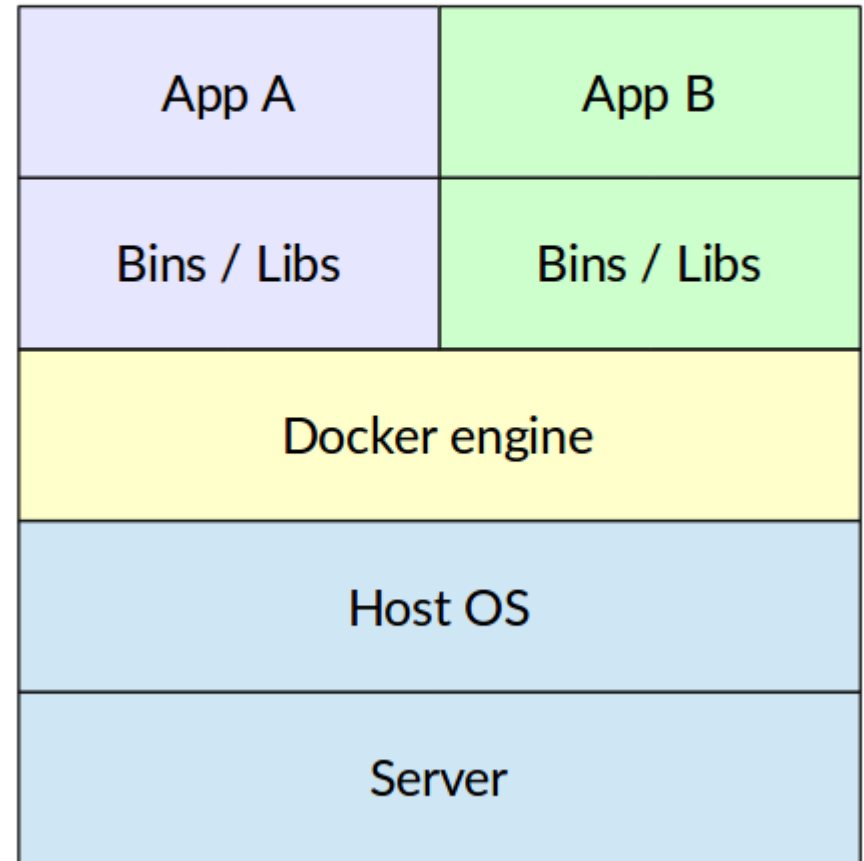 App A
App B
Bins / Libs
Bins / Libs
Docker engine
Host OS
Server